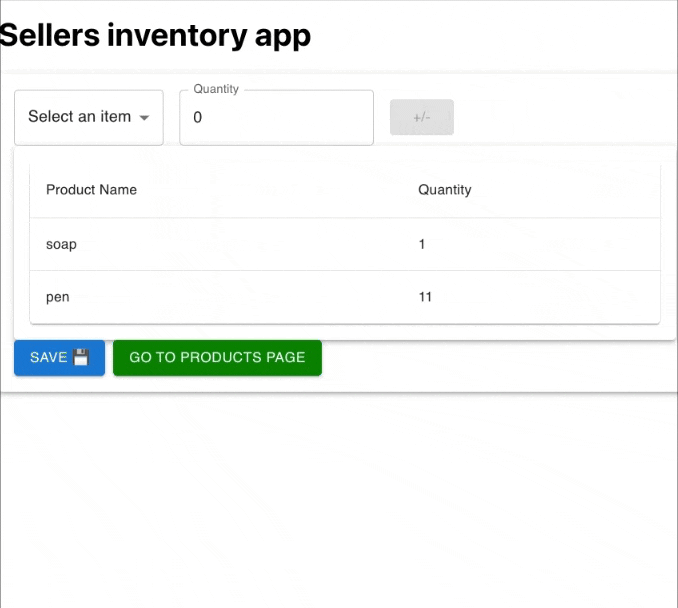 Sellers inventory app
Quantity
Select an item
0
+/-
Product Name Quantity
soap 1
pen 11
SAVE 💾 GO TO PRODUCTS PAGE